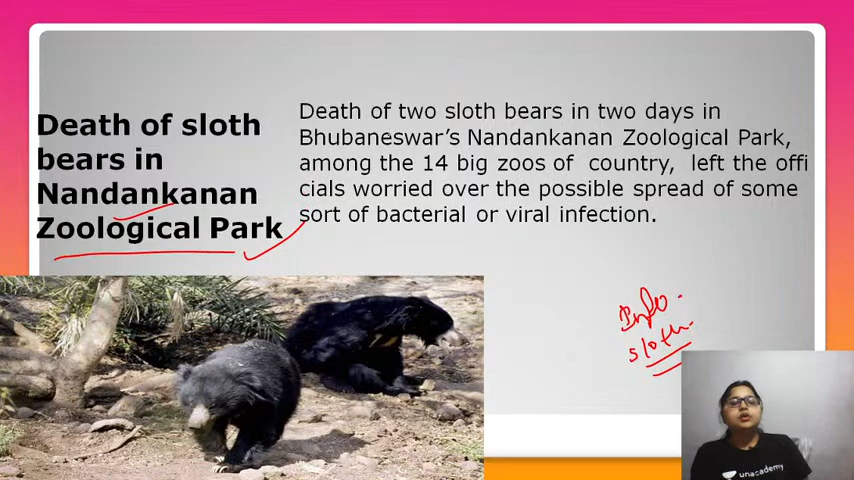 Death of sloth
bears in
Nandankanan
Zoological Park
Death of two sloth bears in two days in
Bhubaneswar's Nandankanan Zoological Park,
among the 14 big zoos of country, left the offi
cials worried over the possible spread of some
sort of bacterial or viral infection.
Info.
sloth.
unacademy